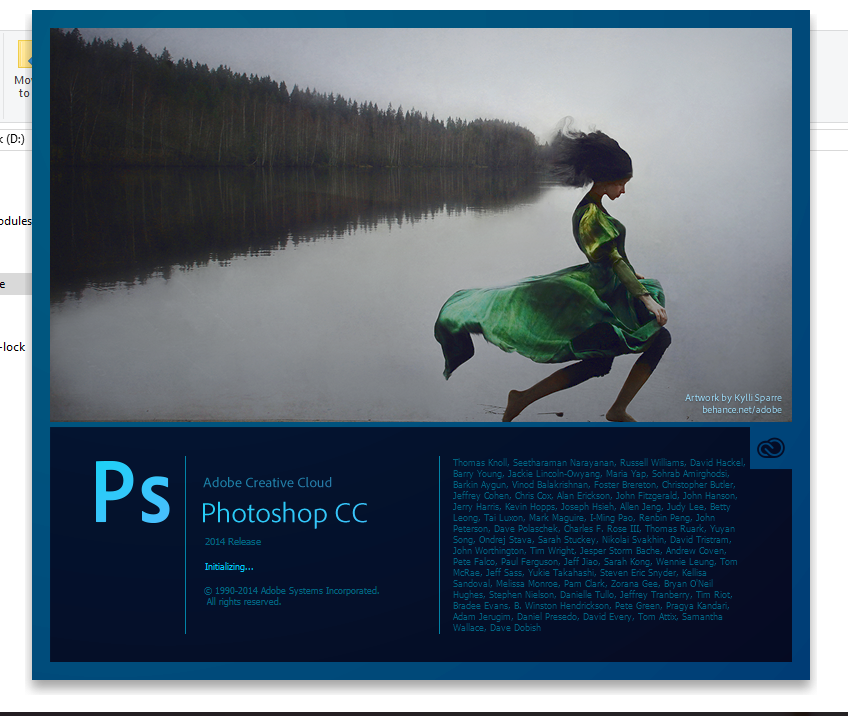 Mov
to
k (D:)
odules
e
-lock
Artwork by Kylli Sparre
behance.net/adobe
Ps
Adobe Creative Cloud
Photoshop CC
2014 Release
Initializing...
© 1990-2014 Adobe Systems Incorporated.
All rights reserved.
Thomas Knoll, Seetharaman Narayanan, Russell Williams, David Hackel,
Barry Young, Jackie Lincoln-Owyang, Maria Yap, Sohrab Amirghodsi,
Barkin Aygun, Vinod Balakrishnan, Foster Brereton, Christopher Butler,
Jeffrey Cohen, Chris Cox, Alan Erickson, John Fitzgerald, John Hanson,
Jerry Harris, Kevin Hopps, Joseph Hsieh, Allen Jeng, Judy Lee, Betty
Leong, Tai Luxon, Mark Maguire, I-Ming Pao, Renbin Peng, John
Peterson, Dave Polaschek, Charles F. Rose III, Thomas Ruark, Yuyan
Song, Ondrej Stava, Sarah Stuckey, Nikolai Svakhin, David Tristram,
John Worthington, Tim Wright, Jesper Storm Bache, Andrew Coven,
Pete Falco, Paul Ferguson, Jeff Jiao, Sarah Kong, Wennie Leung, Tom
McRae, Jeff Sass, Yukie Takahashi, Steven Eric Snyder, Kellisa
Sandoval, Melissa Monroe, Pam Clark, Zorana Gee, Bryan O'Neil
Hughes, Stephen Nielson, Danielle Tullo, Jeffrey Tranberry, Tim Riot,
Bradee Evans, B. Winston Hendrickson, Pete Green, Pragya Kandari,
Adam Jerugim, Daniel Presedo, David Every, Tom Attix, Samantha
Wallace, Dave Dobish